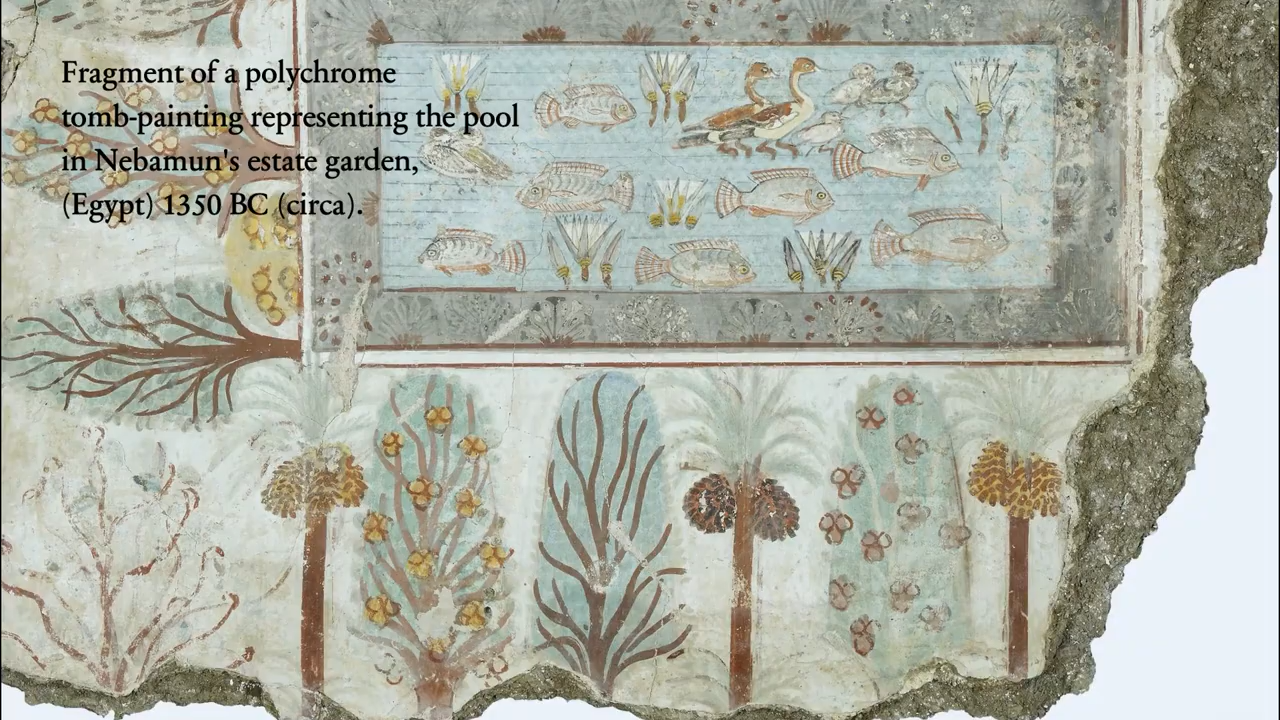 Fragment of a polychrome
tomb-painting representing the pool
in Nebamun's estate garden,
(Egypt) 1350 BC (circa).